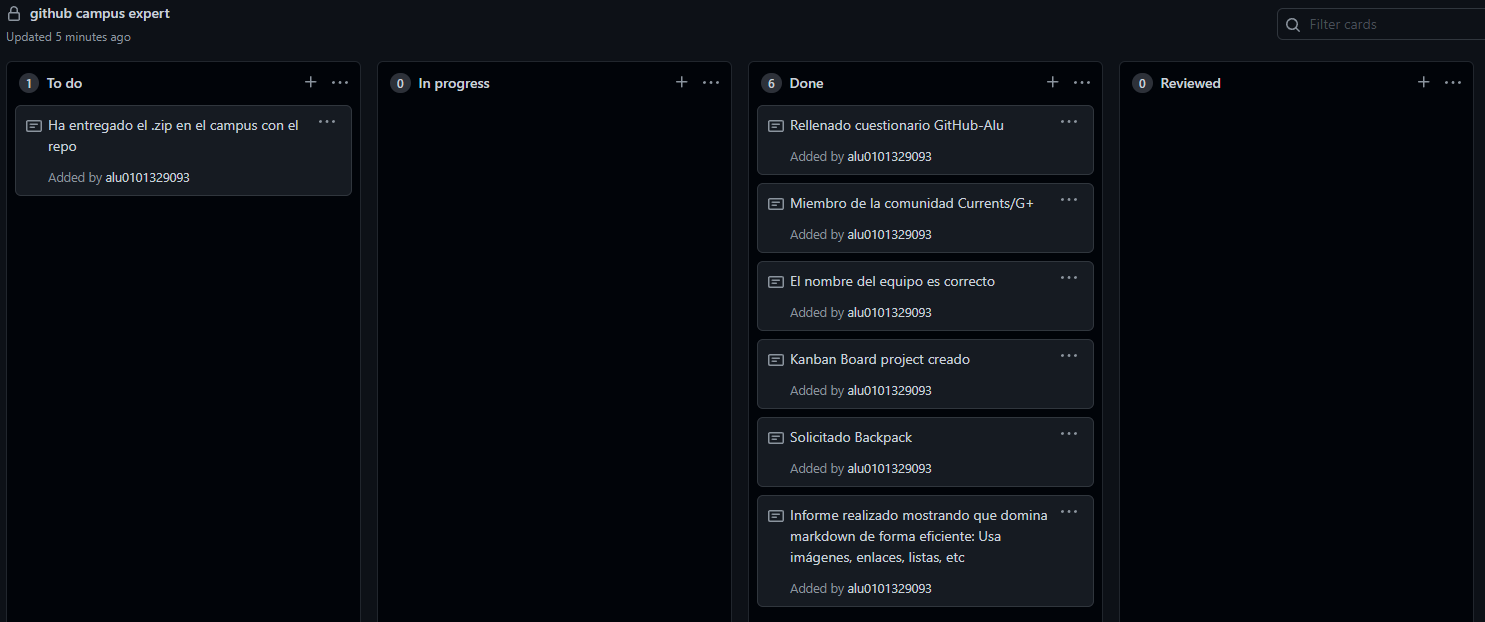 github campus expert
Updated 5 minutes ago
Filter cards
1 To do
Ha entregado el .zip en el campus con el
repo
Added by alu0101329093
0 In progress
6 Done
Rellenado cuestionario GitHub-Alu
Added by alu0101329093
Miembro de la comunidad Currents/G+
Added by alu0101329093
El nombre del equipo es correcto
Added by alu0101329093
Kanban Board project creado
Added by alu0101329093
Solicitado Backpack
Added by alu0101329093
Informe realizado mostrando que domina
markdown de forma eficiente: Usa
imágenes, enlaces, listas, etc
Added by alu0101329093
0 Reviewed